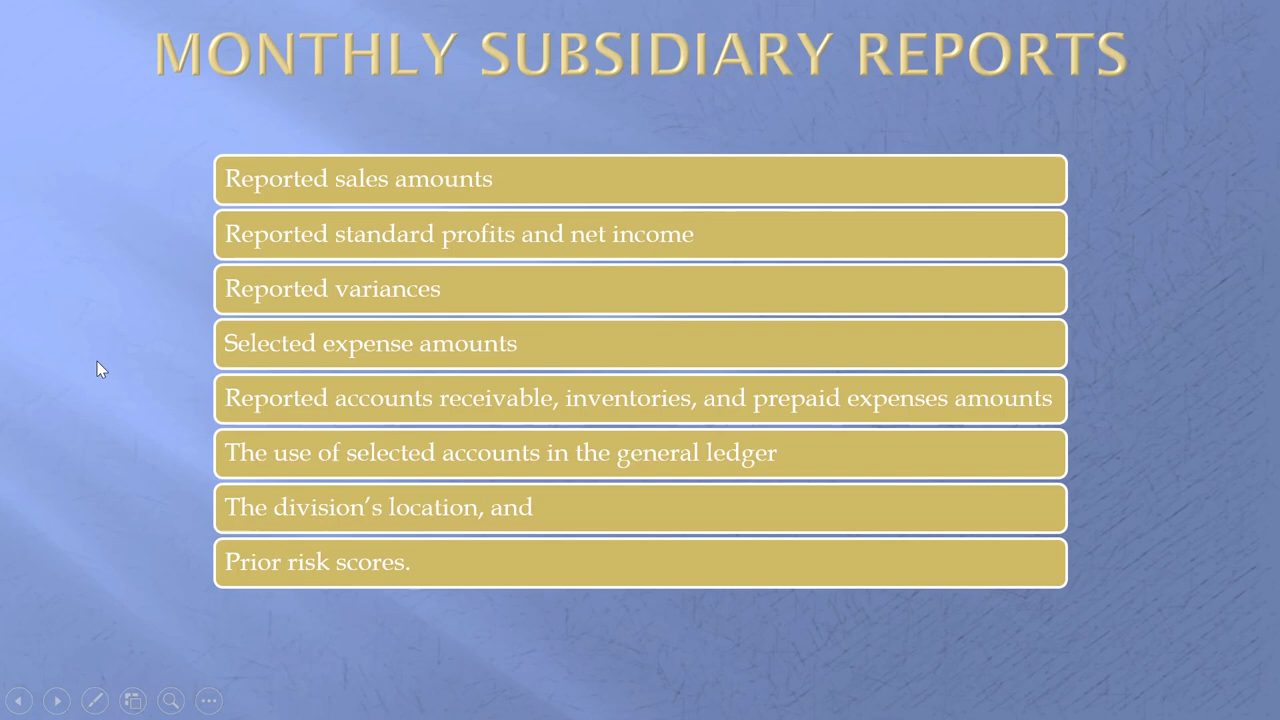 MONTHLY SUBSIDIARY REPORTS
Reported sales amounts
Reported standard profits and net income
Reported variances
Selected expense amounts
Reported accounts receivable, inventories, and prepaid expenses amounts
The use of selected accounts in the general ledger
The division’s location, and
Prior risk scores.